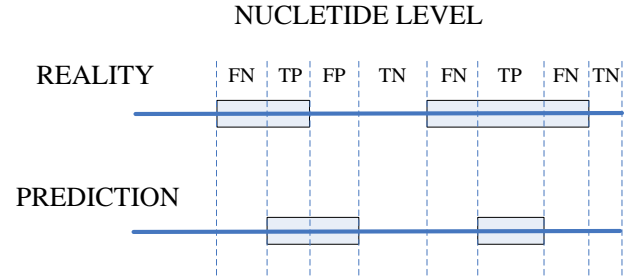 NUCLETIDE LEVEL
REALITY FN TP FP TN FN TP FN TN
PREDICTION